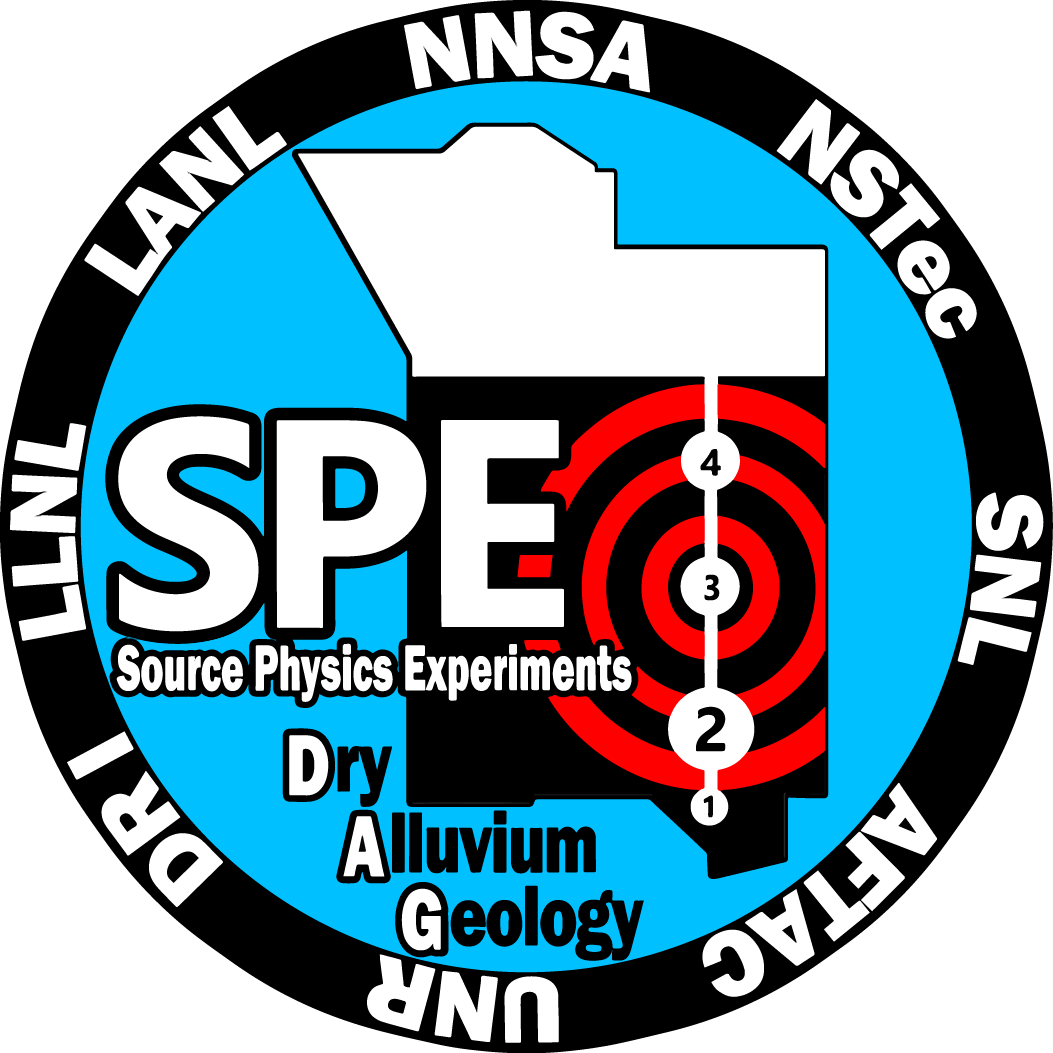 NNSA
NSTec
SNL
AFTAC
UNR
DRI
LLNL
LANL
SPE
Source Physics Experiments
Dry
Alluvium
Geology
4
3
2
1